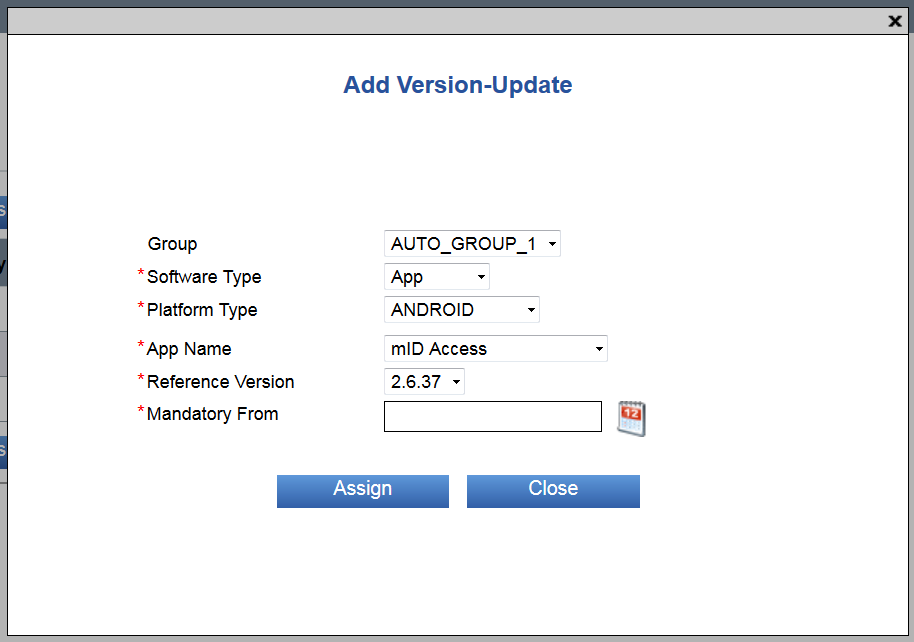 Add Version-Update
Group AUTO_GROUP_1
*Software Type App
*Platform Type ANDROID
*App Name mID Access
*Reference Version 2.6.37
*Mandatory From 12
Assign Close